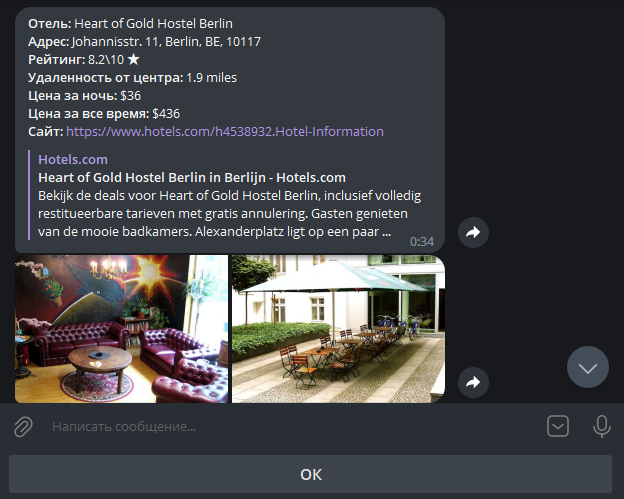 Отель: Heart of Gold Hostel Berlin
Адрес: Johannisstr. 11, Berlin, BE, 10117
Рейтинг: 8.2\10 ★
Удаленность от центра: 1.9 miles
Цена за ночь: $36
Цена за все время: $436
Сайт: https://www.hotels.com/h4538932.Hotel-Information
Hotels.com
Heart of Gold Hostel Berlin in Berlijn - Hotels.com
Bekijk de deals voor Heart of Gold Hostel Berlin, inclusief volledig
restitueerbare tarieven met gratis annulering. Gasten genieten
van de mooie badkamers. Alexanderplatz ligt op een paar ...
0:34
Написать сообщение...
ОК